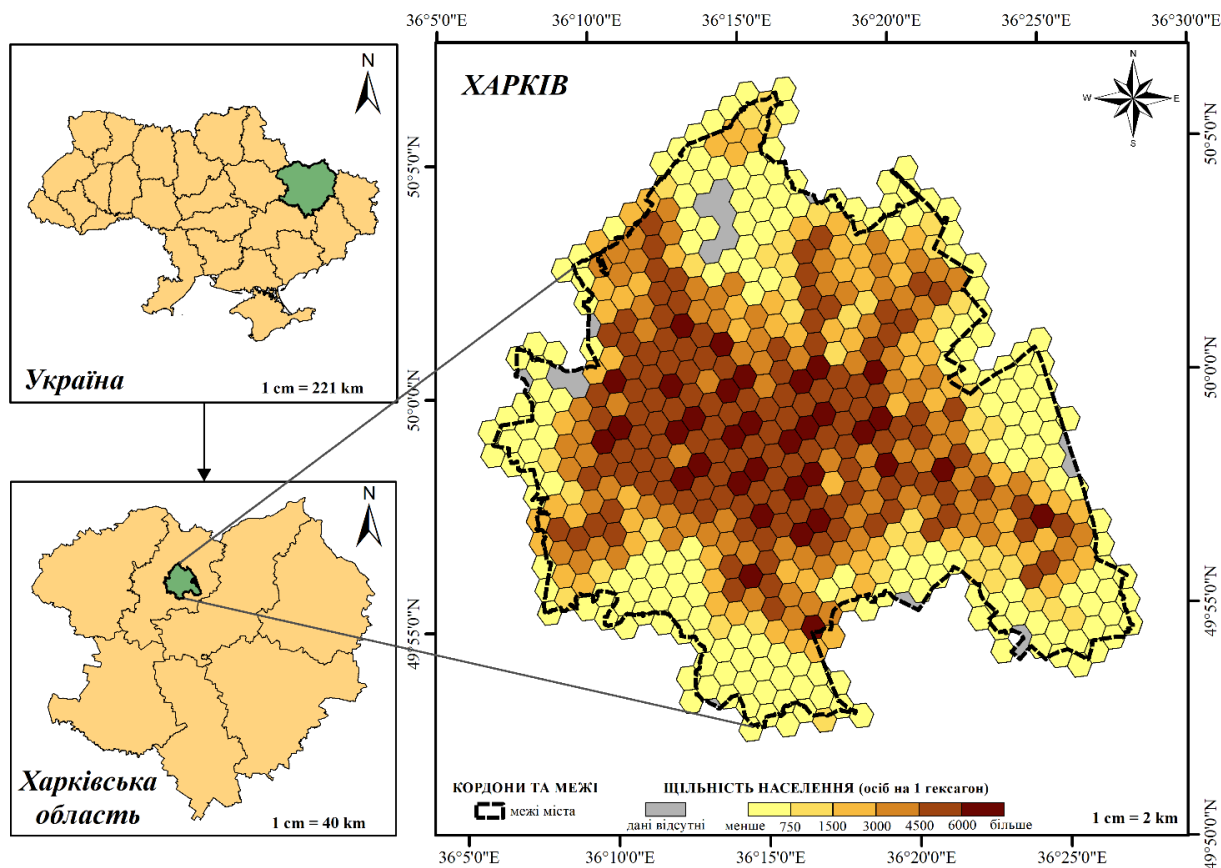 36°5'0"E 36°10'0"E 36°15'0"E 36°20'0"E 36°25'0"E 36°30'0"E
N
Україна
1 cm = 221 km
N
Харківська
область
1 cm = 40 km
50°5'0"N
50°0'0"N
49°55'0"N
ХАРКІВ
N
W E
S
КОРДОНИ ТА МЕЖІ
межі міста
ЩІЛЬНІСТЬ НАСЕЛЕННЯ (осіб на 1 гексагон)
дані відсутні
менше 750 1500 3000 4500 6000 більше
1 cm = 2 km
50°5'0"N
50°0'0"N
49°55'0"N
49°50'0"N
36°5'0"E 36°10'0"E 36°15'0"E 36°20'0"E 36°25'0"E